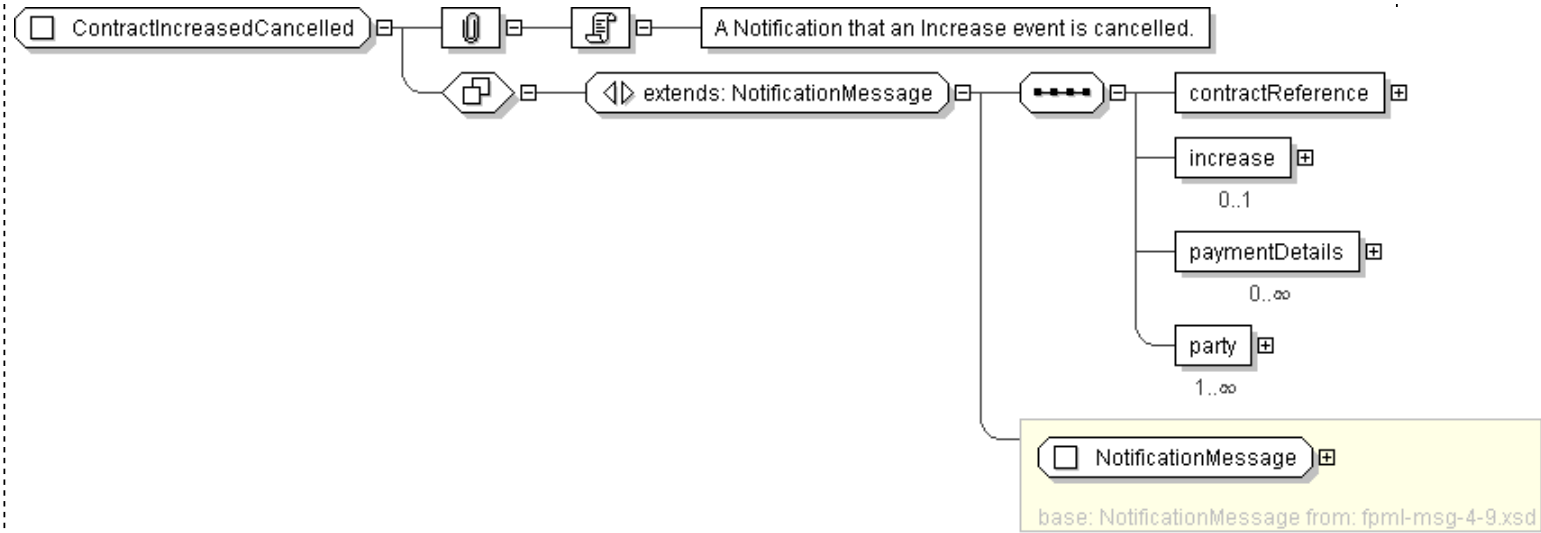 ContractIncreasedCancelled
A Notification that an Increase event is cancelled.
extends: NotificationMessage
contractReference
increase
0..1
paymentDetails
0..∞
party
1..∞
NotificationMessage
base: NotificationMessage from: fpml-msg-4-9.xsd